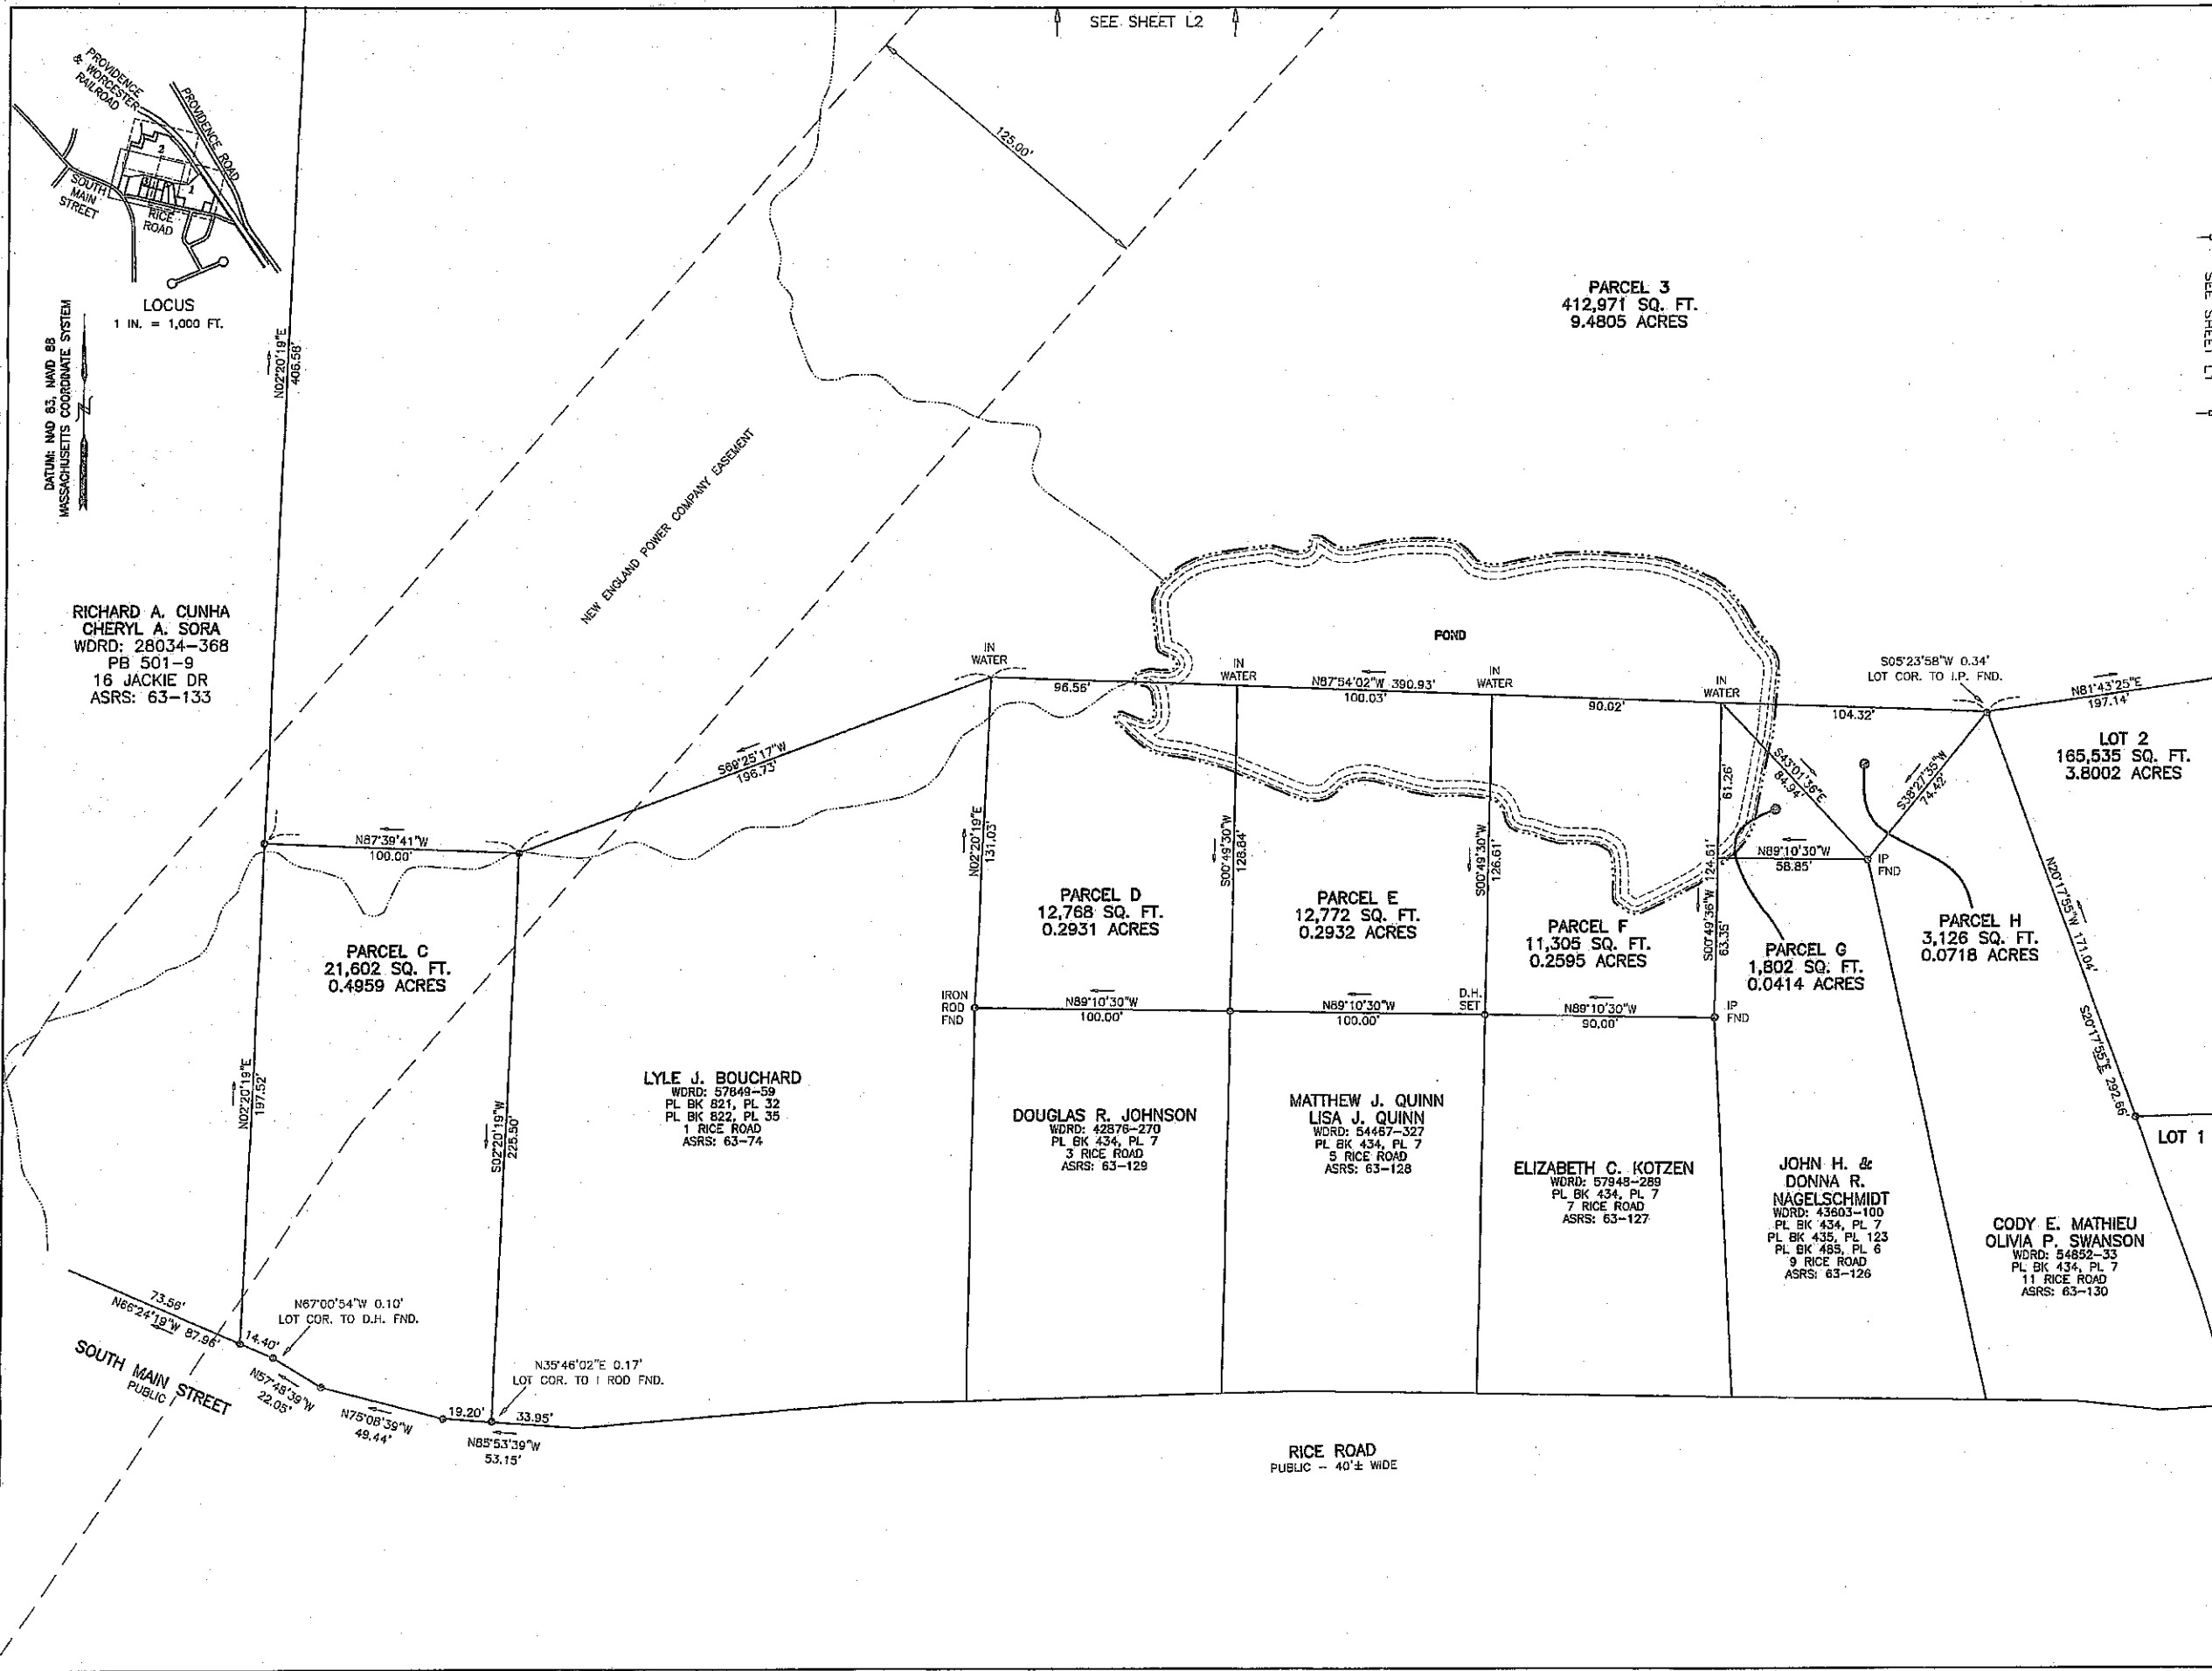 SEE SHEET L2
PROVIDENCE
& WORCESTER
RAILROAD
PROVIDENCE ROAD
2
3
1
SOUTH
MAIN
STREET
RICE
ROAD
LOCUS
1 IN. = 1,000 FT.
DATUM: NAD 83, NAVD 88
MASSACHUSETTS COORDINATE SYSTEM
N02°20'19"E
406.58'
125.00'
NEW ENGLAND POWER COMPANY EASEMENT
PARCEL 3
412,971 SQ. FT.
9.4805 ACRES
SEE SHEET L1
RICHARD A. CUNHA
CHERYL A. SORA
WDRD: 28034-368
PB 501-9
16 JACKIE DR
ASRS: 63-133
POND
IN
WATER
IN
WATER
IN
WATER
IN
WATER
96.56'
N87°54'02"W 390.93'
100.03'
90.02'
104.32'
S05°23'58"W 0.34'
LOT COR. TO I.P. FND.
N81°43'25"E
197.14'
LOT 2
165,535 SQ. FT.
3.8002 ACRES
S69°25'17"W
196.73'
N87°39'41"W
100.00'
N02°20'19"E
131.03'
S00°49'30"W
128.84'
S00°49'30"W
126.61'
61.26'
S43°01'36"E
84.94'
S38°27'35"W
74.42'
N89°10'30"W
58.85'
IP
FND
S00°49'36"W 124.61'
63.35'
N20°17'55"W 171.04'
S20°17'55"E 292.66'
PARCEL C
21,602 SQ. FT.
0.4959 ACRES
PARCEL D
12,768 SQ. FT.
0.2931 ACRES
PARCEL E
12,772 SQ. FT.
0.2932 ACRES
PARCEL F
11,305 SQ. FT.
0.2595 ACRES
PARCEL G
1,802 SQ. FT.
0.0414 ACRES
PARCEL H
3,126 SQ. FT.
0.0718 ACRES
IRON
ROD
FND
N89°10'30"W
100.00'
N89°10'30"W
100.00'
D.H.
SET
N89°10'30"W
90.00'
IP
FND
N02°20'19"E
197.52'
S02°20'19"W
225.50'
LYLE J. BOUCHARD
WDRD: 57849-59
PL BK 821, PL 32
PL BK 822, PL 35
1 RICE ROAD
ASRS: 63-74
DOUGLAS R. JOHNSON
WDRD: 42876-270
PL BK 434, PL 7
3 RICE ROAD
ASRS: 63-129
MATTHEW J. QUINN
LISA J. QUINN
WDRD: 54467-327
PL BK 434, PL 7
5 RICE ROAD
ASRS: 63-128
ELIZABETH C. KOTZEN
WDRD: 57948-289
PL BK 434, PL 7
7 RICE ROAD
ASRS: 63-127
JOHN H. &
DONNA R.
NAGELSCHMIDT
WDRD: 43603-100
PL BK 434, PL 7
PL BK 435, PL 123
PL BK 485, PL 6
9 RICE ROAD
ASRS: 63-126
CODY E. MATHIEU
OLIVIA P. SWANSON
WDRD: 54852-33
PL BK 434, PL 7
11 RICE ROAD
ASRS: 63-130
LOT 1
73.56'
N66°24'19"W 87.96'
14.40'
N67°00'54"W 0.10'
LOT COR. TO D.H. FND.
SOUTH MAIN STREET
PUBLIC
N57°48'39"W
22.05'
N75°08'39"W
49.44'
19.20'
33.95'
N85°53'39"W
53.15'
N35°46'02"E 0.17'
LOT COR. TO I ROD FND.
RICE ROAD
PUBLIC - 40'± WIDE